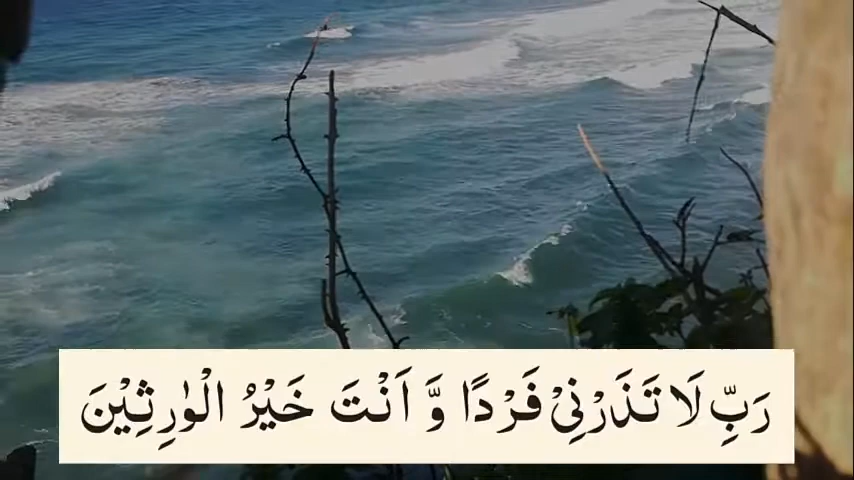 رَبِّ لَا تَذَرْنِيْ فَرْدًا وَّ اَنْتَ خَيْرُ الْوٰرِثِيْنَ